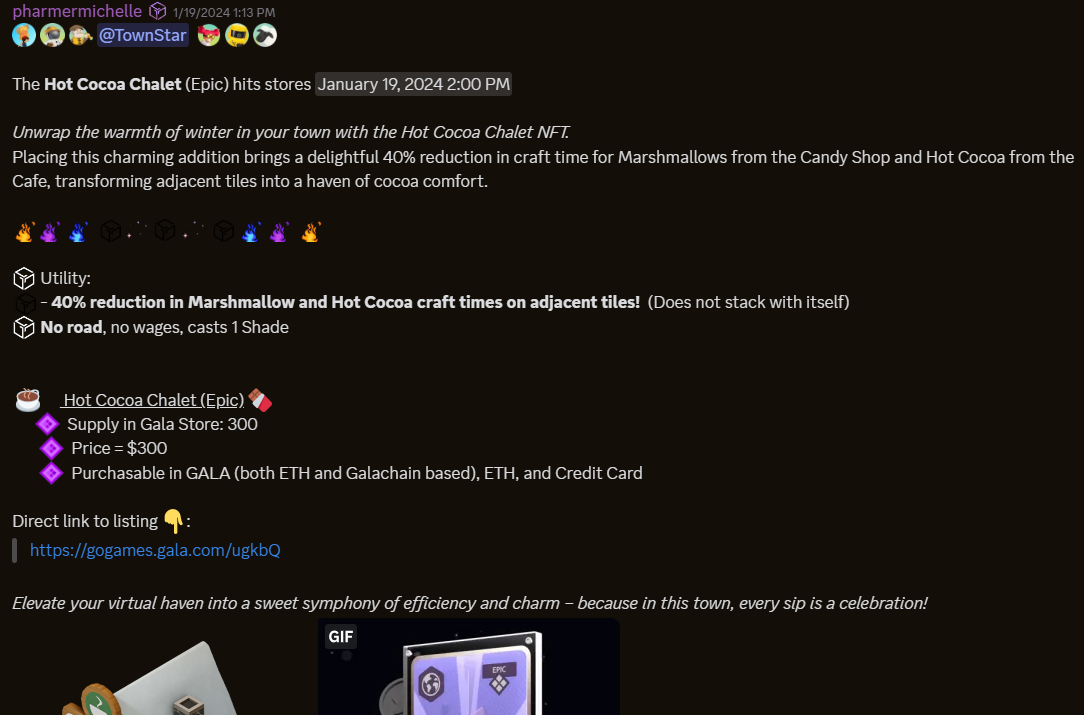 pharmermichelle 1/19/2024 1:13 PM
@TownStar
The Hot Cocoa Chalet (Epic) hits stores January 19, 2024 2:00 PM
Unwrap the warmth of winter in your town with the Hot Cocoa Chalet NFT.
Placing this charming addition brings a delightful 40% reduction in craft time for Marshmallows from the Candy Shop and Hot Cocoa from the
Cafe, transforming adjacent tiles into a haven of cocoa comfort.
Utility:
- 40% reduction in Marshmallow and Hot Cocoa craft times on adjacent tiles! (Does not stack with itself)
No road, no wages, casts 1 Shade
Hot Cocoa Chalet (Epic)
Supply in Gala Store: 300
Price = $300
Purchasable in GALA (both ETH and Galachain based), ETH, and Credit Card
Direct link to listing 👇:
https://gogames.gala.com/ugkbQ
Elevate your virtual haven into a sweet symphony of efficiency and charm – because in this town, every sip is a celebration!
GIF
EPIC